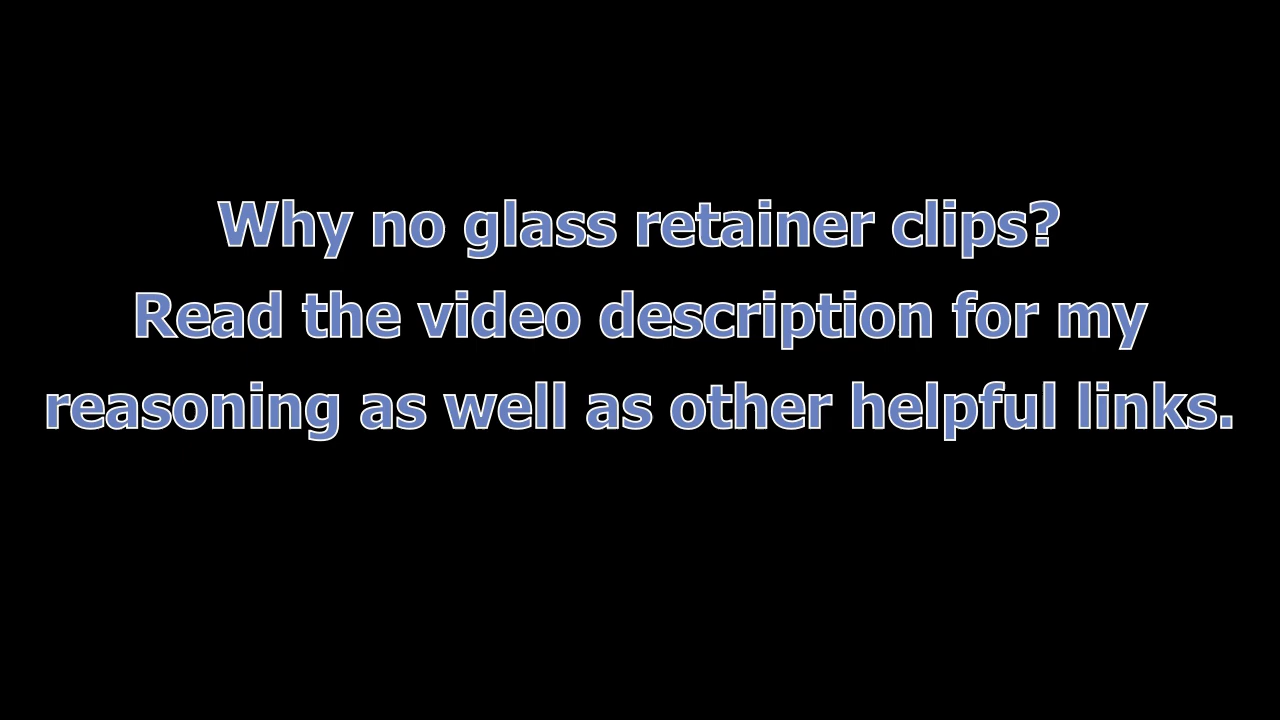 Why no glass retainer clips?
Read the video description for my
reasoning as well as other helpful links.